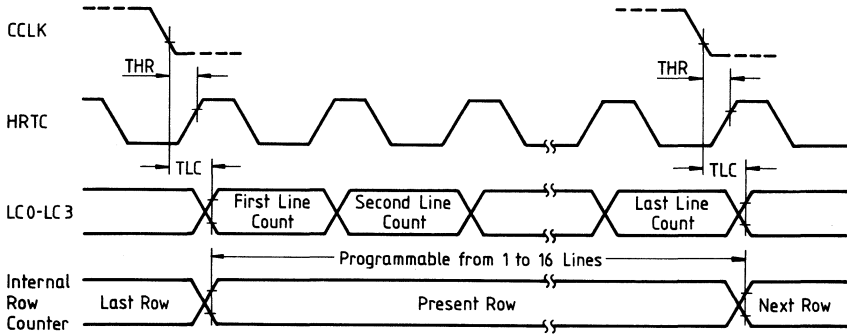 CCLK
THR
THR
HRTC
TLC
TLC
LC0-LC3
First Line
Count
Second Line
Count
Last Line
Count
Programmable from 1 to 16 Lines
Internal
Row
Counter
Last Row
Present Row
Next Row